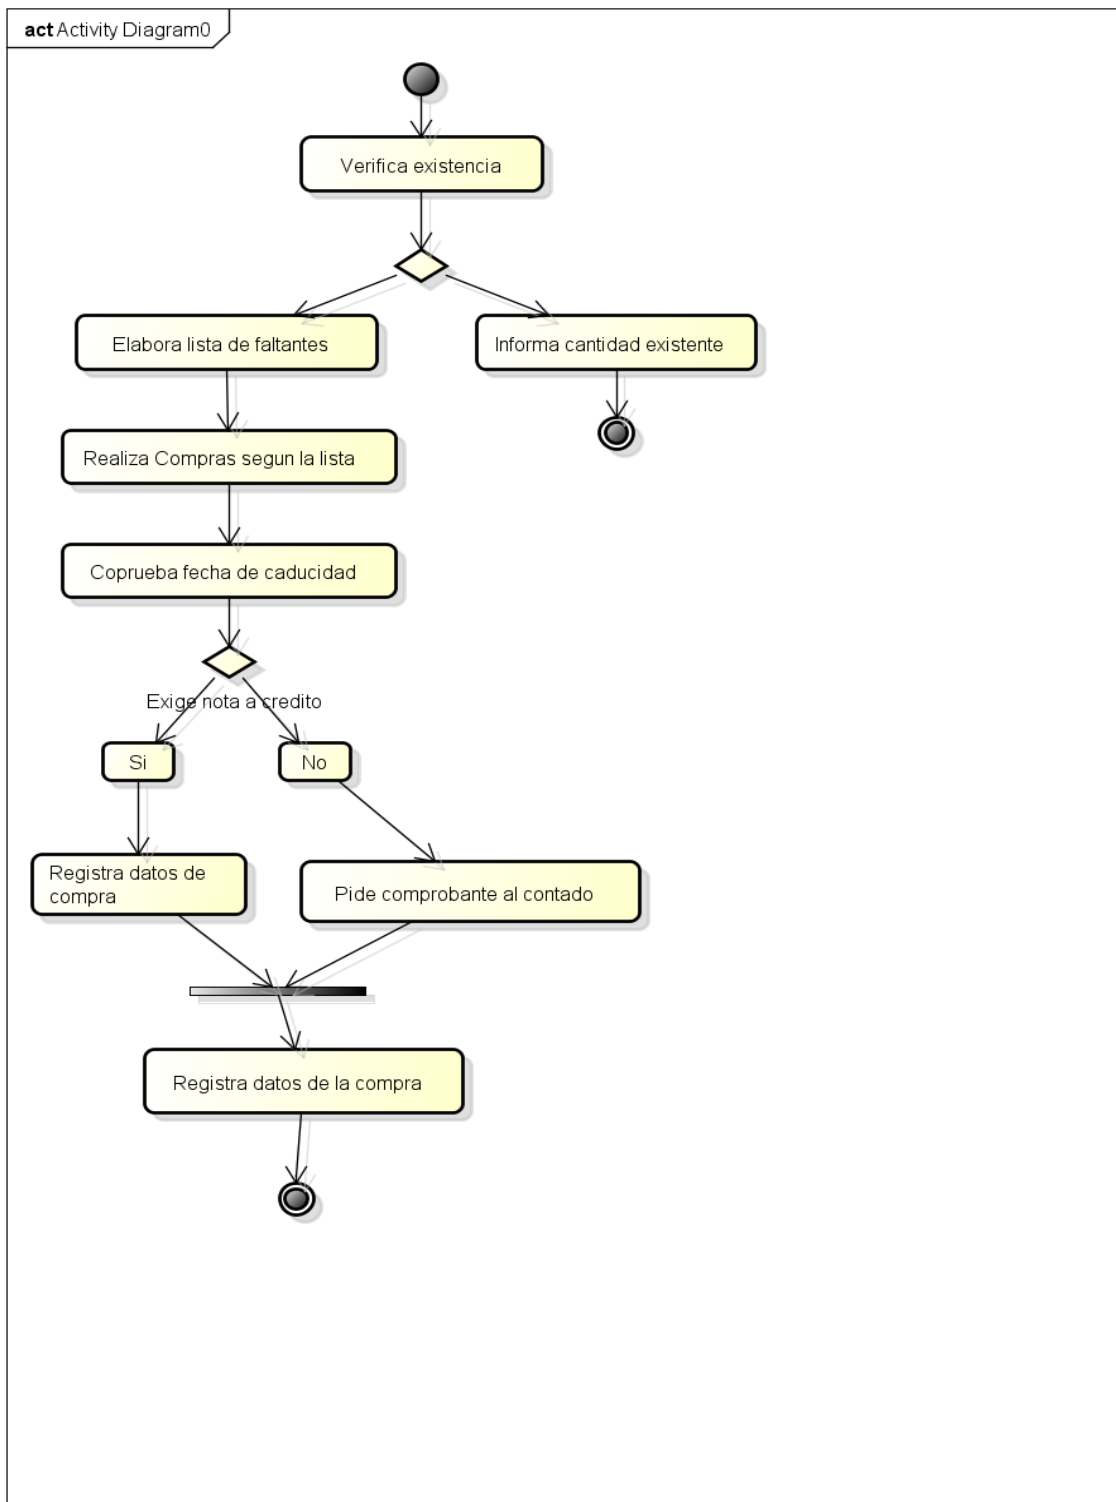 act Activity Diagram0
Verifica existencia
Elabora lista de faltantes
Informa cantidad existente
Realiza Compras segun la lista
Coprueba fecha de caducidad
Exige nota a credito
Si
No
Registra datos de
compra
Pide comprobante al contado
Registra datos de la compra